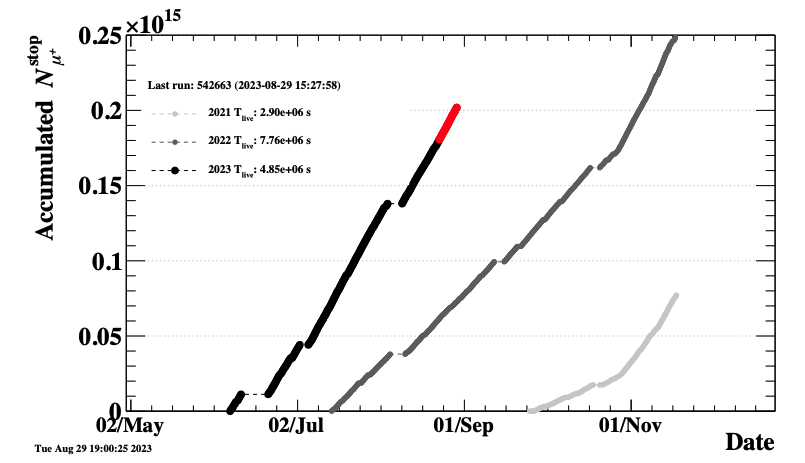 ×10^15
Accumulated N_μ+^stop
0.25
0.2
0.15
0.1
0.05
0
Last run: 542663 (2023-08-29 15:27:58)
2021 T_live: 2.90e+06 s
2022 T_live: 7.76e+06 s
2023 T_live: 4.85e+06 s
02/May 02/Jul 01/Sep 01/Nov
Date
Tue Aug 29 19:00:25 2023